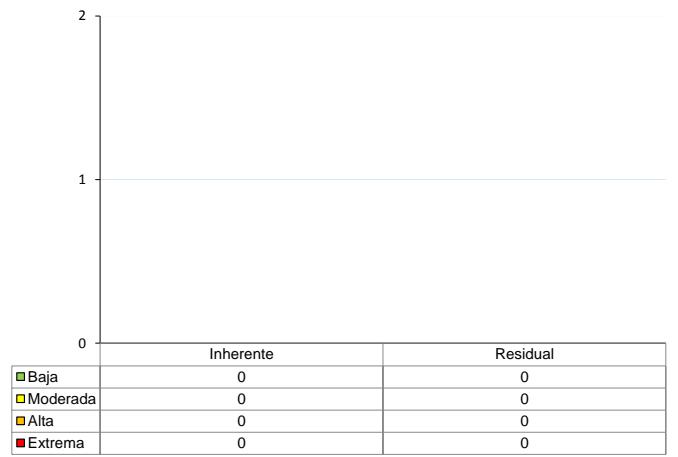 2
1
0
Inherente Residual
Baja 0 0
Moderada 0 0
Alta 0 0
Extrema 0 0